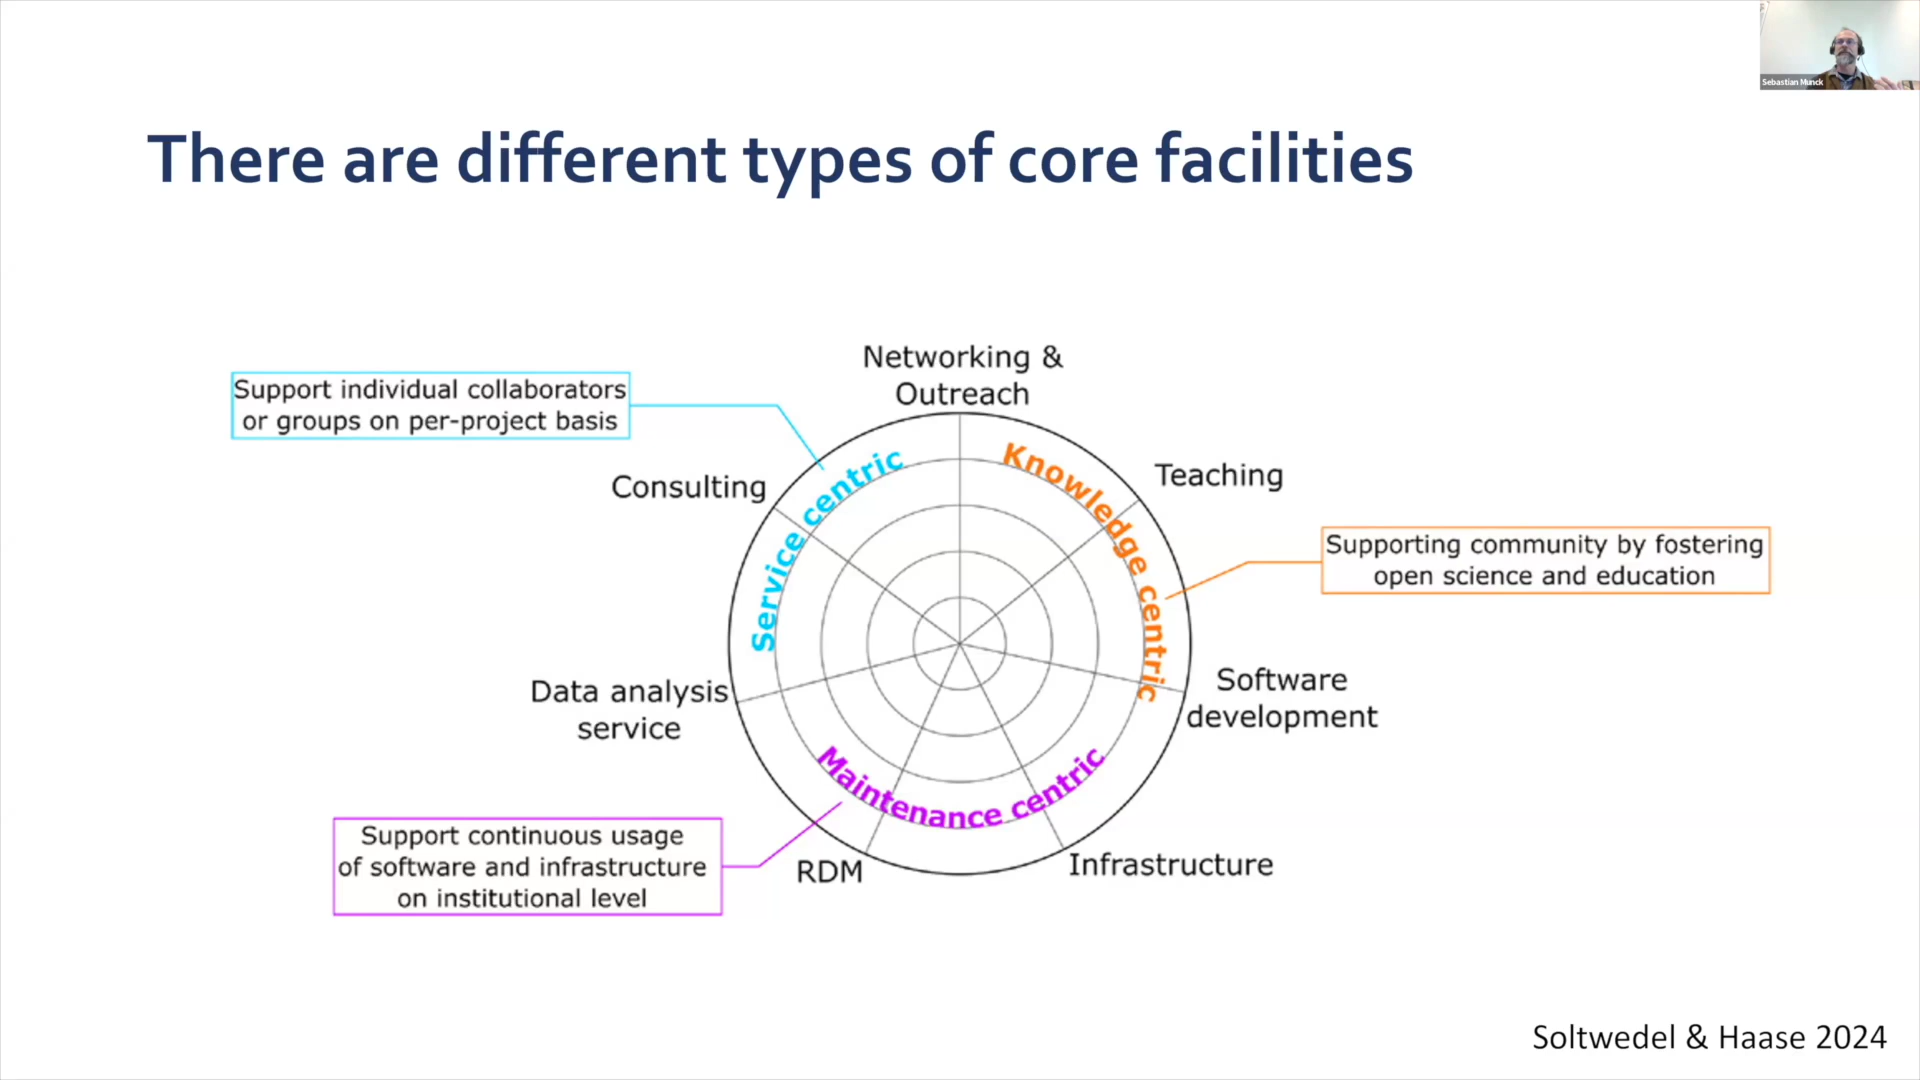 Sebastian Munck
There are different types of core facilities
Networking &
Outreach
Support individual collaborators
or groups on per-project basis
Service centric
Knowledge centric
Consulting
Teaching
Supporting community by fostering
open science and education
Data analysis
service
Software
development
Maintenance centric
Support continuous usage
of software and infrastructure
on institutional level
RDM
Infrastructure
Soltwedel & Haase 2024